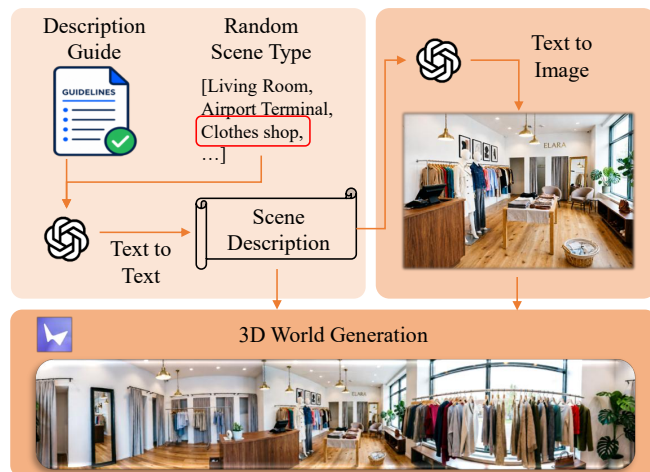 Description
Guide
GUIDELINES
Random
Scene Type
[Living Room,
Airport Terminal,
Clothes shop,
...]
Text to
Text
Scene
Description
Text to
Image
ELARA
3D World Generation
ELARA